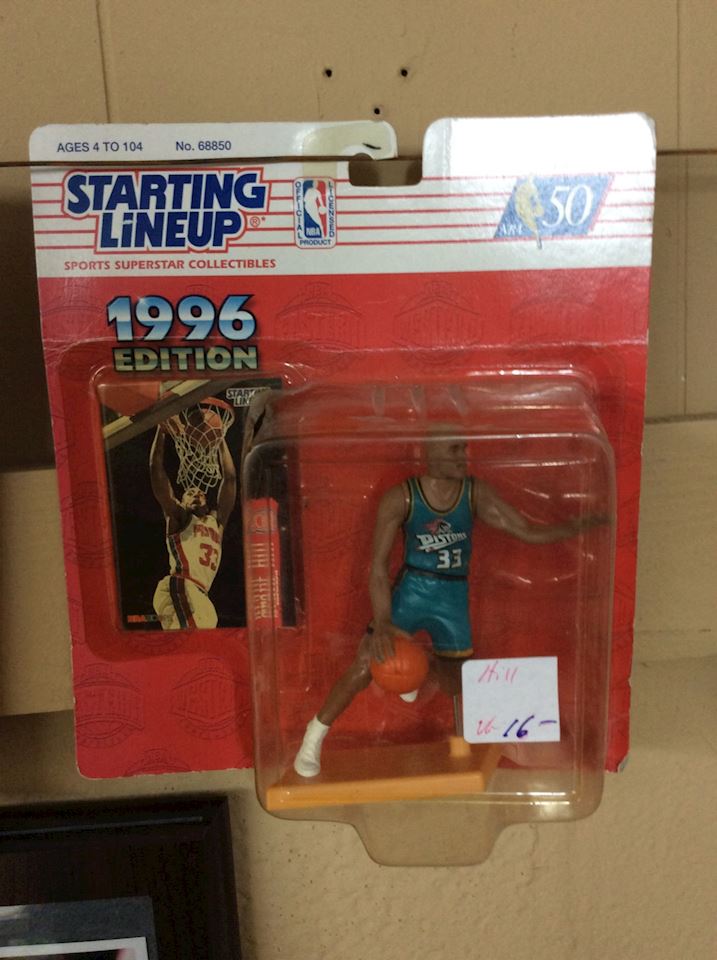 AGES 4 TO 104 No. 68850
STARTING
LINEUP®
SPORTS SUPERSTAR COLLECTIBLES
OFFICIAL
LICENSED
NBA
PRODUCT
NBA 50
1996
EDITION
33
PISTONS
33
Hill
16-